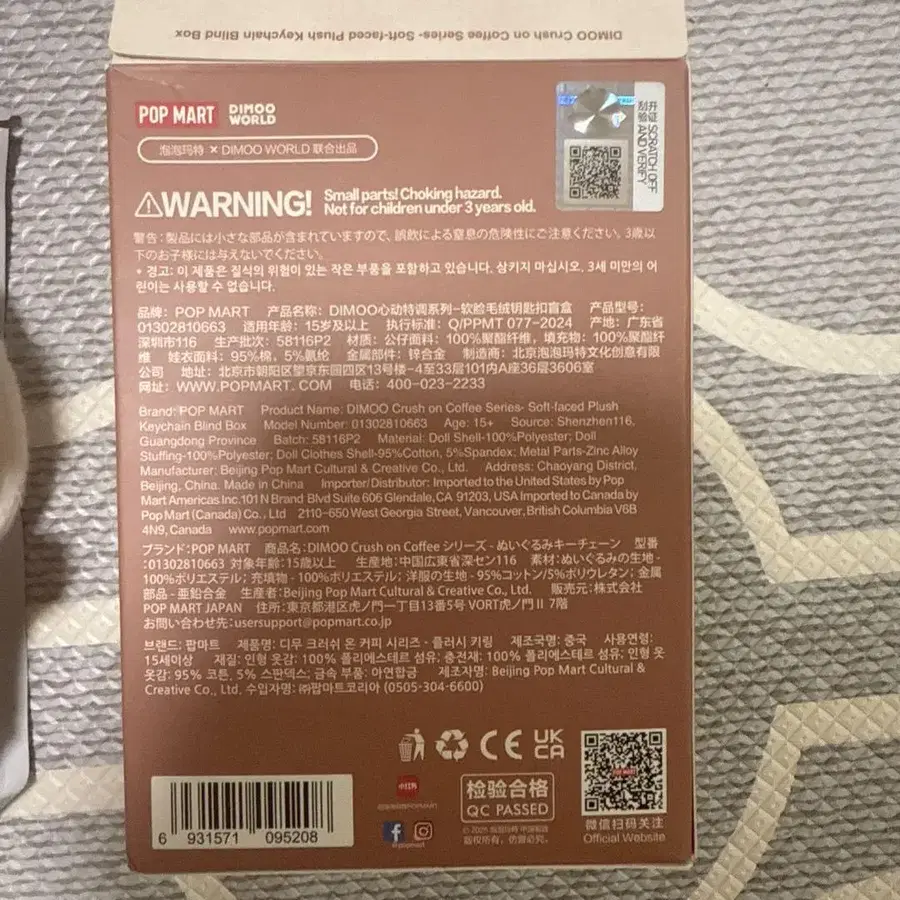 DIMOO Crush on Coffee Series- Soft-faced Plush Keychain Blind Box
POP MART DIMOO WORLD
泡泡玛特 × DIMOO WORLD 联合出品
开缝刮验 SCRATCH OFF AND VERIFY
⚠WARNING! Small parts! Choking hazard.
Not for children under 3 years old.
警告：製品には小さな部品が含まれていますので、誤飲による窒息の危険性にご注意ください。3歳以
下のお子様には与えないでください。
* 경고: 이 제품은 질식의 위험이 있는 작은 부품을 포함하고 있습니다. 삼키지 마십시오. 3세 미만의 어
린이는 사용할 수 없습니다.
品牌：POP MART 产品名称：DIMOO心动特调系列-软脸毛绒钥匙扣盲盒 产品型号：
01302810663 适用年龄：15岁及以上 执行标准：Q/PPMT 077-2024 产地：广东省
深圳市116 生产批次：58116P2 材质：公仔面料：100%聚酯纤维，填充物：100%聚酯纤
维 娃衣面料：95%棉，5%氨纶 金属部件：锌合金 制造商：北京泡泡玛特文化创意有限
公司 地址：北京市朝阳区望京东园四区13号楼-4至33层101内A座36层3606室
网址：WWW.POPMART.COM 电话：400-023-2233
Brand: POP MART Product Name: DIMOO Crush on Coffee Series- Soft-faced Plush
Keychain Blind Box Model Number: 01302810663 Age: 15+ Source: Shenzhen116,
Guangdong Province Batch: 58116P2 Material: Doll Shell-100%Polyester; Doll
Stuffing-100%Polyester; Doll Clothes Shell-95%Cotton, 5%Spandex; Metal Parts-Zinc Alloy
Manufacturer: Beijing Pop Mart Cultural & Creative Co., Ltd. Address: Chaoyang District,
Beijing, China. Made in China Importer/Distributor: Imported to the United States by Pop
Mart Americas Inc.101 N Brand Blvd Suite 606 Glendale,CA 91203, USA Imported to Canada by
Pop Mart (Canada) Co., Ltd 2110-650 West Georgia Street, Vancouver, British Columbia V6B
4N9, Canada www.popmart.com
ブランド：POP MART 商品名：DIMOO Crush on Coffee シリーズ - ぬいぐるみキーチェーン 型番
：01302810663 対象年齢：15歳以上 生産地：中国広東省深セン116 素材：ぬいぐるみの生地 -
100%ポリエステル；充填物 - 100%ポリエステル；洋服の生地 - 95%コットン/5%ポリウレタン；金属
部品 - 亜鉛合金 生産者：Beijing Pop Mart Cultural & Creative Co., Ltd. 販売元：株式会社
POP MART JAPAN 住所：東京都港区虎ノ門一丁目13番5号 VORT虎ノ門Ⅱ 7階
お問い合わせ先：usersupport@popmart.co.jp
브랜드: 팝마트 제품명: 디무 크러쉬 온 커피 시리즈 - 플러시 키링 제조국명: 중국 사용연령:
15세이상 재질: 인형 옷감: 100% 폴리에스테르 섬유; 충전재: 100% 폴리에스테르 섬유; 인형 옷
옷감: 95% 코튼, 5% 스판덱스; 금속 부품: 아연합금 제조자명: Beijing Pop Mart Cultural &
Creative Co., Ltd. 수입자명: ㈜팝마트코리아 (0505-304-6600)
CE UK CA
小红书
检验合格
QC PASSED
POP MART
微信扫码关注
Official Website
@popmart
版权所有，仿冒必究。
6 931571 095208